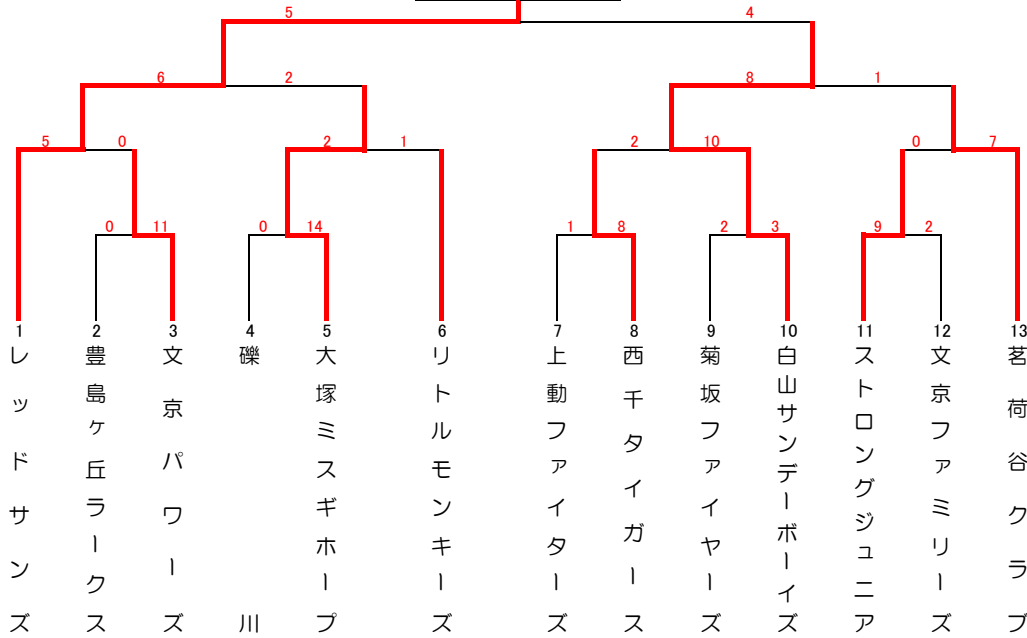 5 4
6 2 8 1
5 0 2 1 2 10 0 7
0 11 0 14 1 8 2 3 9 2
1 2 3 4 5 6 7 8 9 10 11 12 13
レッドサンズ
豊島ヶ丘ラークス
文京パワーズ
礫川
大塚ミスギホープ
リトルモンキーズ
上動ファイターズ
西千タイガース
菊坂ファイヤーズ
白山サンデーボーイズ
ストロングジュニア
文京ファミリーズ
茗荷谷クラブ